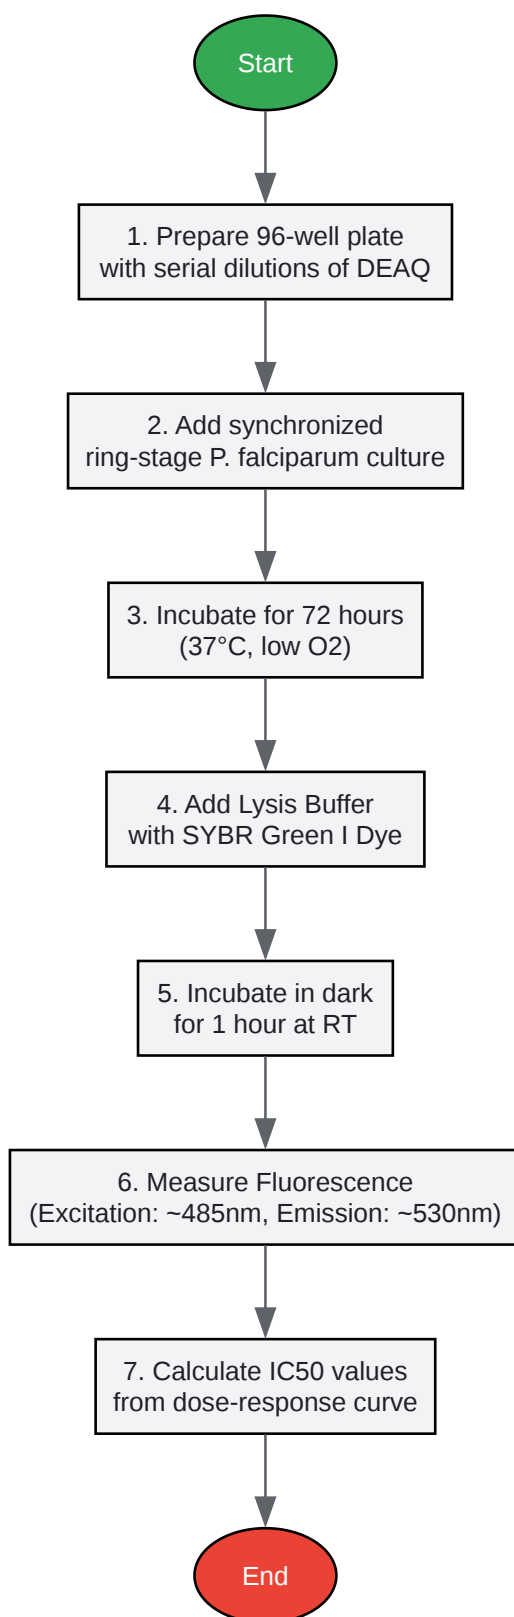 Start
1. Prepare 96-well plate
with serial dilutions of DEAQ
2. Add synchronized
ring-stage P. falciparum culture
3. Incubate for 72 hours
(37°C, low O2)
4. Add Lysis Buffer
with SYBR Green I Dye
5. Incubate in dark
for 1 hour at RT
6. Measure Fluorescence
(Excitation: ~485nm, Emission: ~530nm)
7. Calculate IC50 values
from dose-response curve
End